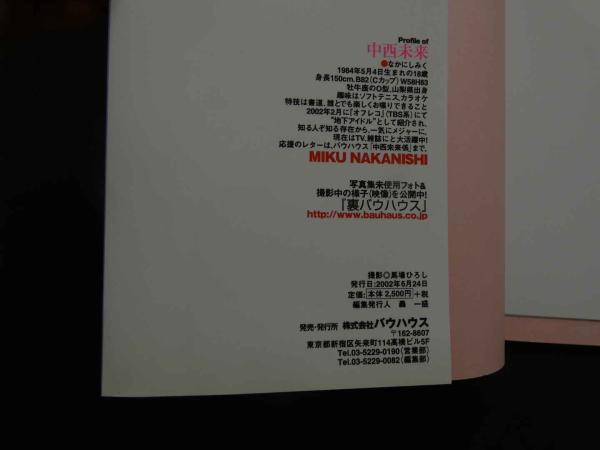 Profile of
中西未来
●なかにしみく
1984年5月4日生まれの18歳
身長150cm、B82(Cカップ) W58H83
牡牛座のO型、山梨県出身
趣味はソフトテニス、カラオケ
特技は書道、誰とでも楽しくお喋りできること
2002年2月に『オフレコ』(TBS系)にて
"地下アイドル"として紹介され、
知る人ぞ知る存在から、一気にメジャーに。
現在はTV、雑誌にと大活躍中!
応援のレターは、バウハウス「中西未来係」まで。
MIKU NAKANISHI
写真集未使用フォト&
撮影中の様子(映像)を公開中!
『裏バウハウス』
http://www.bauhaus.co.jp
撮影◎馬場ひろし
発行日:2002年6月24日
定価:本体2,500円+税
編集発行人 一盛
発売・発行所 株式会社バウハウス
〒162-8607
東京都新宿区矢来町114高橋ビル5F
Tel.03-5229-0190(営業部)
Tel.03-5229-0082(編集部)